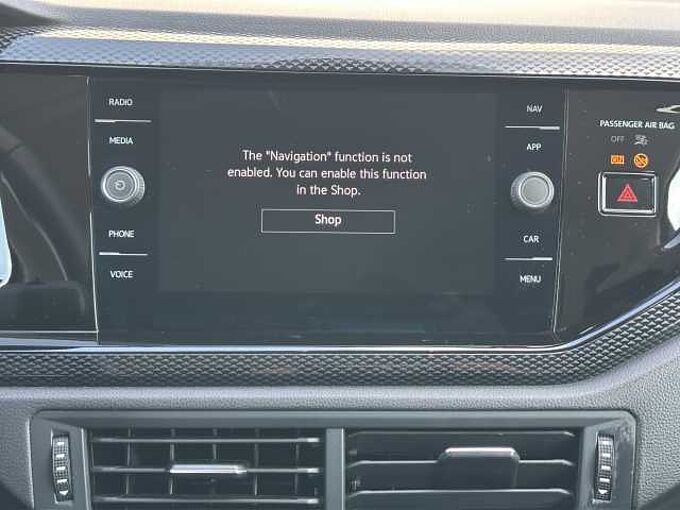 RADIO
MEDIA
PHONE
VOICE
The "Navigation" function is not
enabled. You can enable this function
in the Shop.
Shop
NAV
APP
CAR
MENU
PASSENGER AIR BAG
OFF
ON